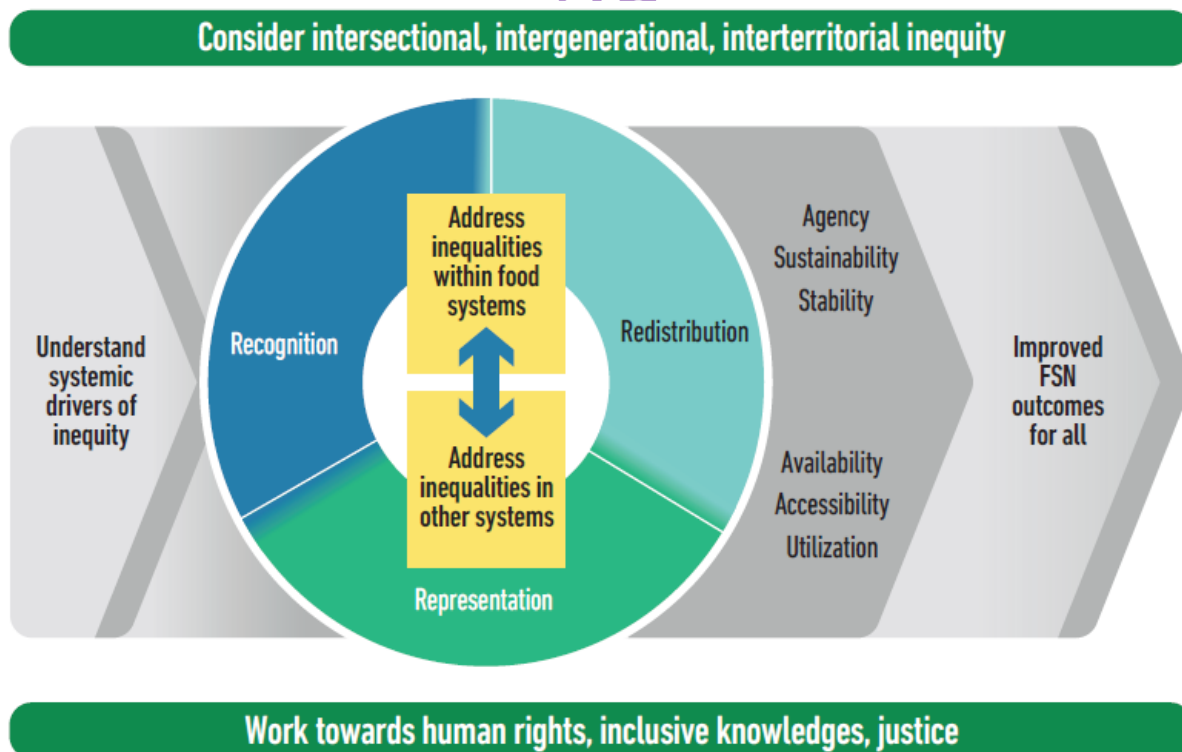 Consider intersectional, intergenerational, interterritorial inequity
Understand
systemic
drivers of
inequity
Recognition
Address
inequalities
within food
systems
Address
inequalities in
other systems
Redistribution
Representation
Agency
Sustainability
Stability
Availability
Accessibility
Utilization
Improved
FSN
outcomes
for all
Work towards human rights, inclusive knowledges, justice